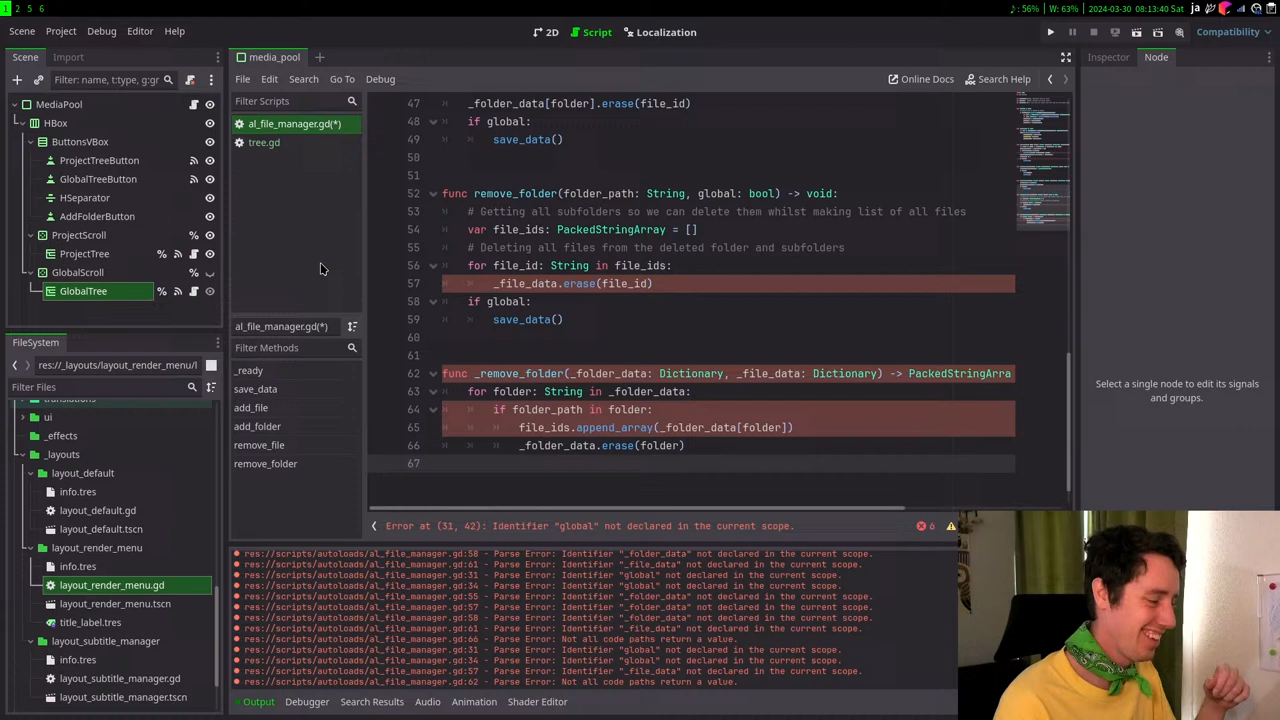 1 2 5 6
♪: 56% | W: 63% | 2024-03-30 08:13:40 Sat ja
Scene Project Debug Editor Help
2D Script Localization
Compatibility
Scene Import
Filter: name, t:type, g:gr
MediaPool
HBox
ButtonsVBox
ProjectTreeButton
GlobalTreeButton
HSeparator
AddFolderButton
ProjectScroll
ProjectTree
GlobalScroll
GlobalTree
FileSystem
res://_layouts/layout_render_menu/l
Filter Files
translations
ui
_effects
_layouts
layout_default
info.tres
layout_default.gd
layout_default.tscn
layout_render_menu
info.tres
layout_render_menu.gd
layout_render_menu.tscn
title_label.tres
layout_subtitle_manager
info.tres
layout_subtitle_manager.gd
layout_subtitle_manager.tscn
media_pool
File Edit Search Go To Debug
Online Docs Search Help
Filter Scripts
al_file_manager.gd(*)
tree.gd
al_file_manager.gd(*)
Filter Methods
_ready
save_data
add_file
add_folder
remove_file
remove_folder
47 _folder_data[folder].erase(file_id)
48 if global:
49 save_data()
50
51
52 func remove_folder(folder_path: String, global: bool) -> void:
53 # Getting all subfolders so we can delete them whilst making list of all files
54 var file_ids: PackedStringArray = []
55 # Deleting all files from the deleted folder and subfolders
56 for file_id: String in file_ids:
57 _file_data.erase(file_id)
58 if global:
59 save_data()
60
61
62 func _remove_folder(_folder_data: Dictionary, _file_data: Dictionary) -> PackedStringArra
63 for folder: String in _folder_data:
64 if folder_path in folder:
65 file_ids.append_array(_folder_data[folder])
66 _folder_data.erase(folder)
67
Error at (31, 42): Identifier "global" not declared in the current scope.
6
res://scripts/autoloads/al_file_manager.gd:58 - Parse Error: Identifier "_folder_data" not declared in the current scope.
res://scripts/autoloads/al_file_manager.gd:61 - Parse Error: Identifier "_file_data" not declared in the current scope.
res://scripts/autoloads/al_file_manager.gd:31 - Parse Error: Identifier "global" not declared in the current scope.
res://scripts/autoloads/al_file_manager.gd:34 - Parse Error: Identifier "global" not declared in the current scope.
res://scripts/autoloads/al_file_manager.gd:55 - Parse Error: Identifier "_folder_data" not declared in the current scope.
res://scripts/autoloads/al_file_manager.gd:57 - Parse Error: Identifier "_folder_data" not declared in the current scope.
res://scripts/autoloads/al_file_manager.gd:58 - Parse Error: Identifier "_folder_data" not declared in the current scope.
res://scripts/autoloads/al_file_manager.gd:61 - Parse Error: Identifier "_file_data" not declared in the current scope.
res://scripts/autoloads/al_file_manager.gd:66 - Parse Error: Not all code paths return a value.
res://scripts/autoloads/al_file_manager.gd:31 - Parse Error: Identifier "global" not declared in the current scope.
res://scripts/autoloads/al_file_manager.gd:34 - Parse Error: Identifier "global" not declared in the current scope.
res://scripts/autoloads/al_file_manager.gd:57 - Parse Error: Identifier "_file_data" not declared in the current scope.
res://scripts/autoloads/al_file_manager.gd:62 - Parse Error: Not all code paths return a value.
Output Debugger Search Results Audio Animation Shader Editor
Inspector Node
Select a single node to edit its signals
and groups.